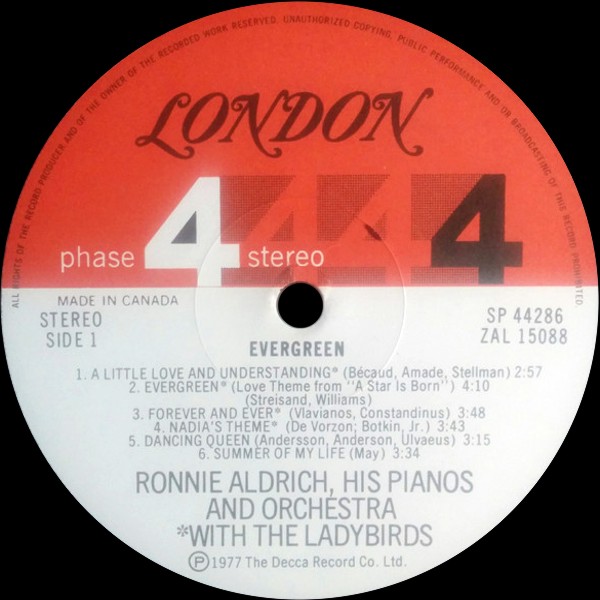 ALL RIGHTS OF THE RECORD PRODUCER AND OF THE OWNER OF THE RECORDED WORK RESERVED. UNAUTHORIZED COPYING, PUBLIC PERFORMANCE AND/OR BROADCASTING OF THIS RECORD PROHIBITED.
LONDON
phase 4 stereo 4 4 4
MADE IN CANADA
STEREO SP 44286
SIDE 1 ZAL 15088
EVERGREEN
1. A LITTLE LOVE AND UNDERSTANDING* (Bécaud, Amade, Stellman) 2:57
2. EVERGREEN* (Love Theme from "A Star Is Born") 4:10
(Streisand, Williams)
3. FOREVER AND EVER* (Vlavianos, Constandinus) 3:48
4. NADIA'S THEME* (De Vorzon; Botkin, Jr.) 3:43
5. DANCING QUEEN (Andersson, Anderson, Ulvaeus) 3:15
6. SUMMER OF MY LIFE (May) 3:34
RONNIE ALDRICH, HIS PIANOS
AND ORCHESTRA
*WITH THE LADYBIRDS
Ⓟ1977 The Decca Record Co. Ltd.